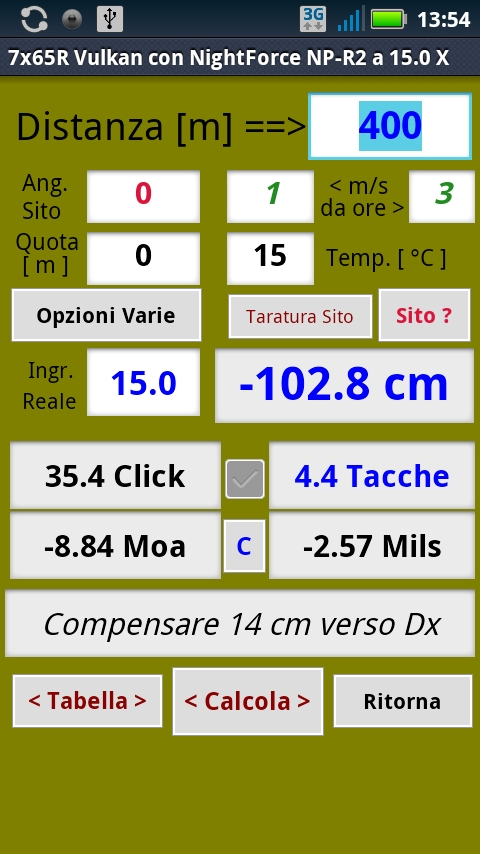 3G 13:54
7x65R Vulkan con NightForce NP-R2 a 15.0 X
Distanza [m] ==> 400
Ang. Sito 0 1 < m/s da ore > 3
Quota [ m ] 0 15 Temp. [ °C ]
Opzioni Varie Taratura Sito Sito ?
Ingr. Reale 15.0 -102.8 cm
35.4 Click 4.4 Tacche
-8.84 Moa C -2.57 Mils
Compensare 14 cm verso Dx
< Tabella > < Calcola > Ritorna